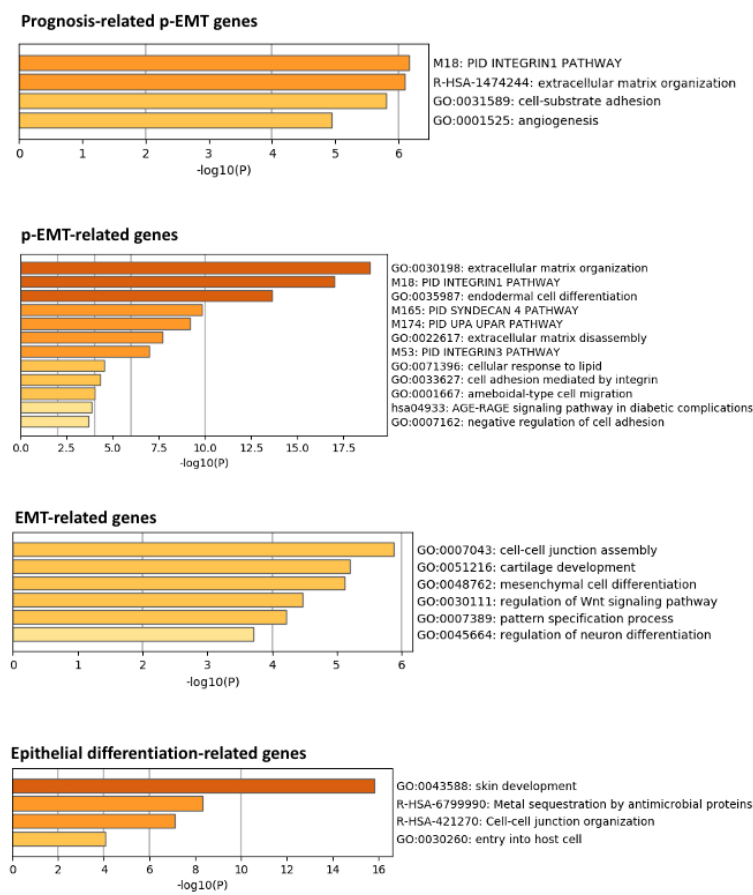 Prognosis-related p-EMT genes
M18: PID INTEGRIN1 PATHWAY
R-HSA-1474244: extracellular matrix organization
GO:0031589: cell-substrate adhesion
GO:0001525: angiogenesis
0 1 2 3 4 5 6
-log10(P)
p-EMT-related genes
GO:0030198: extracellular matrix organization
M18: PID INTEGRIN1 PATHWAY
GO:0035987: endodermal cell differentiation
M165: PID SYNDECAN 4 PATHWAY
M174: PID UPA UPAR PATHWAY
GO:0022617: extracellular matrix disassembly
M53: PID INTEGRIN3 PATHWAY
GO:0071396: cellular response to lipid
GO:0033627: cell adhesion mediated by integrin
GO:0001667: ameboidal-type cell migration
hsa04933: AGE-RAGE signaling pathway in diabetic complications
GO:0007162: negative regulation of cell adhesion
0.0 2.5 5.0 7.5 10.0 12.5 15.0 17.5
-log10(P)
EMT-related genes
GO:0007043: cell-cell junction assembly
GO:0051216: cartilage development
GO:0048762: mesenchymal cell differentiation
GO:0030111: regulation of Wnt signaling pathway
GO:0007389: pattern specification process
GO:0045664: regulation of neuron differentiation
0 1 2 3 4 5 6
-log10(P)
Epithelial differentiation-related genes
GO:0043588: skin development
R-HSA-6799990: Metal sequestration by antimicrobial proteins
R-HSA-421270: Cell-cell junction organization
GO:0030260: entry into host cell
0 2 4 6 8 10 12 14 16
-log10(P)